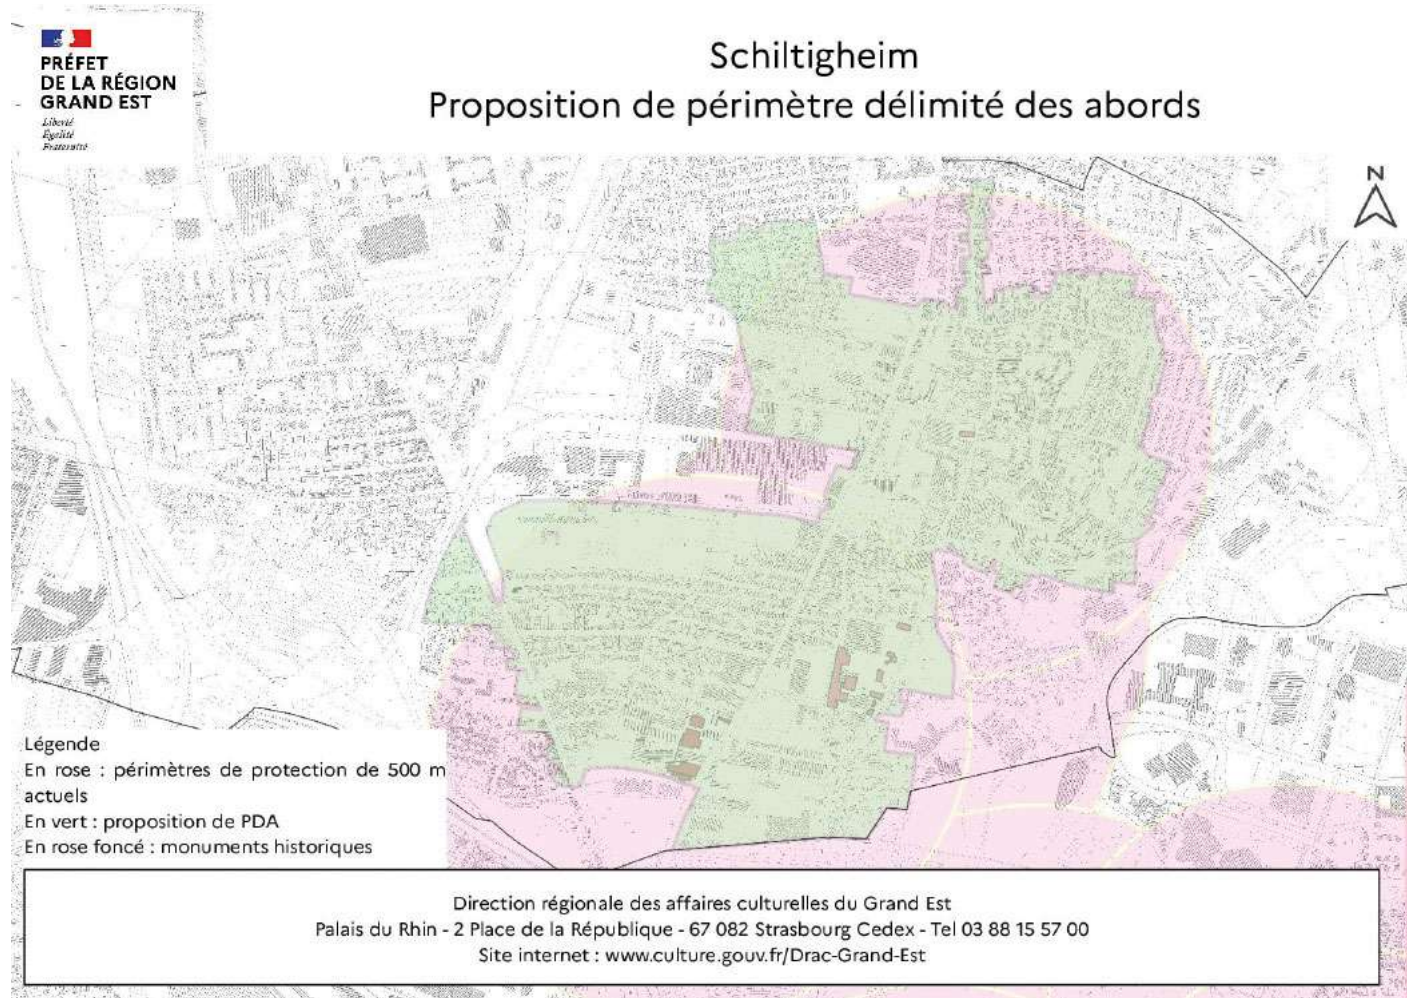 PRÉFET
DE LA RÉGION
GRAND EST
Liberté
Égalité
Fraternité
Schiltigheim
Proposition de périmètre délimité des abords
N
Légende
En rose : périmètres de protection de 500 m
actuels
En vert : proposition de PDA
En rose foncé : monuments historiques
Direction régionale des affaires culturelles du Grand Est
Palais du Rhin - 2 Place de la République - 67 082 Strasbourg Cedex - Tel 03 88 15 57 00
Site internet : www.culture.gouv.fr/Drac-Grand-Est